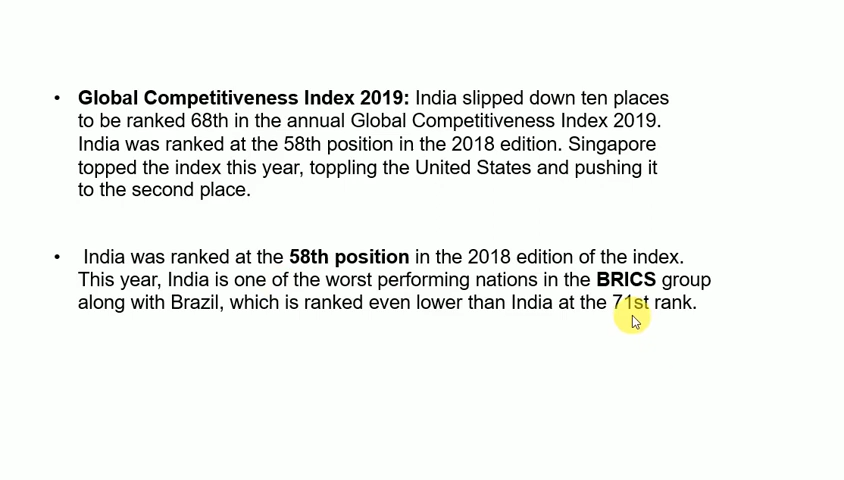 • Global Competitiveness Index 2019: India slipped down ten places
to be ranked 68th in the annual Global Competitiveness Index 2019.
India was ranked at the 58th position in the 2018 edition. Singapore
topped the index this year, toppling the United States and pushing it
to the second place.
• India was ranked at the 58th position in the 2018 edition of the index.
This year, India is one of the worst performing nations in the BRICS group
along with Brazil, which is ranked even lower than India at the 71st rank.